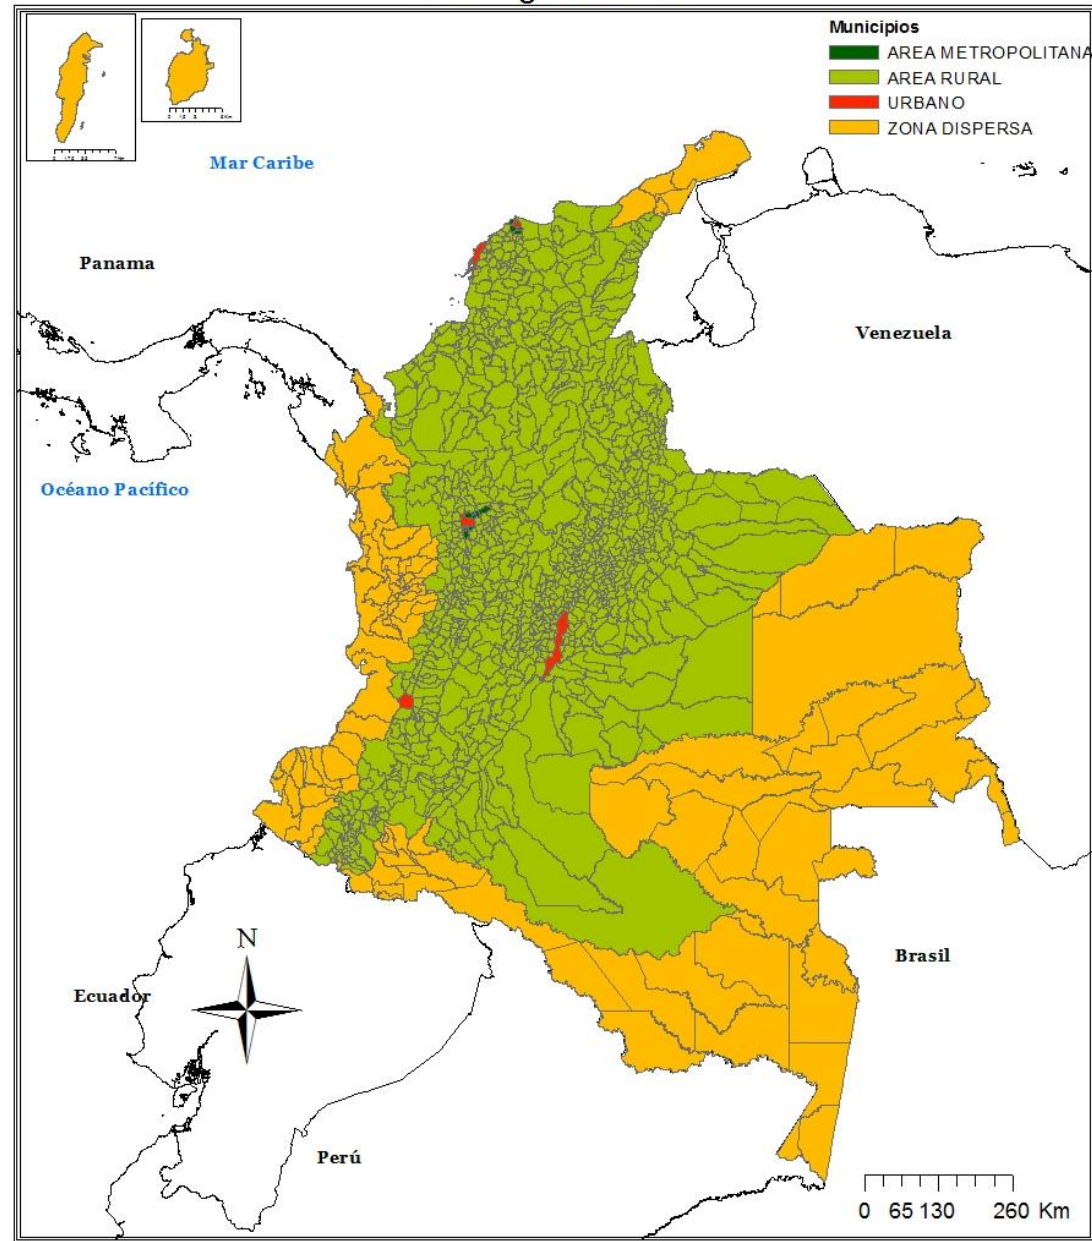 Municipios
AREA METROPOLITANA
AREA RURAL
URBANO
ZONA DISPERSA
Mar Caribe
Panama
Venezuela
Océano Pacífico
Brasil
N
Ecuador
Perú
0 65 130 260 Km